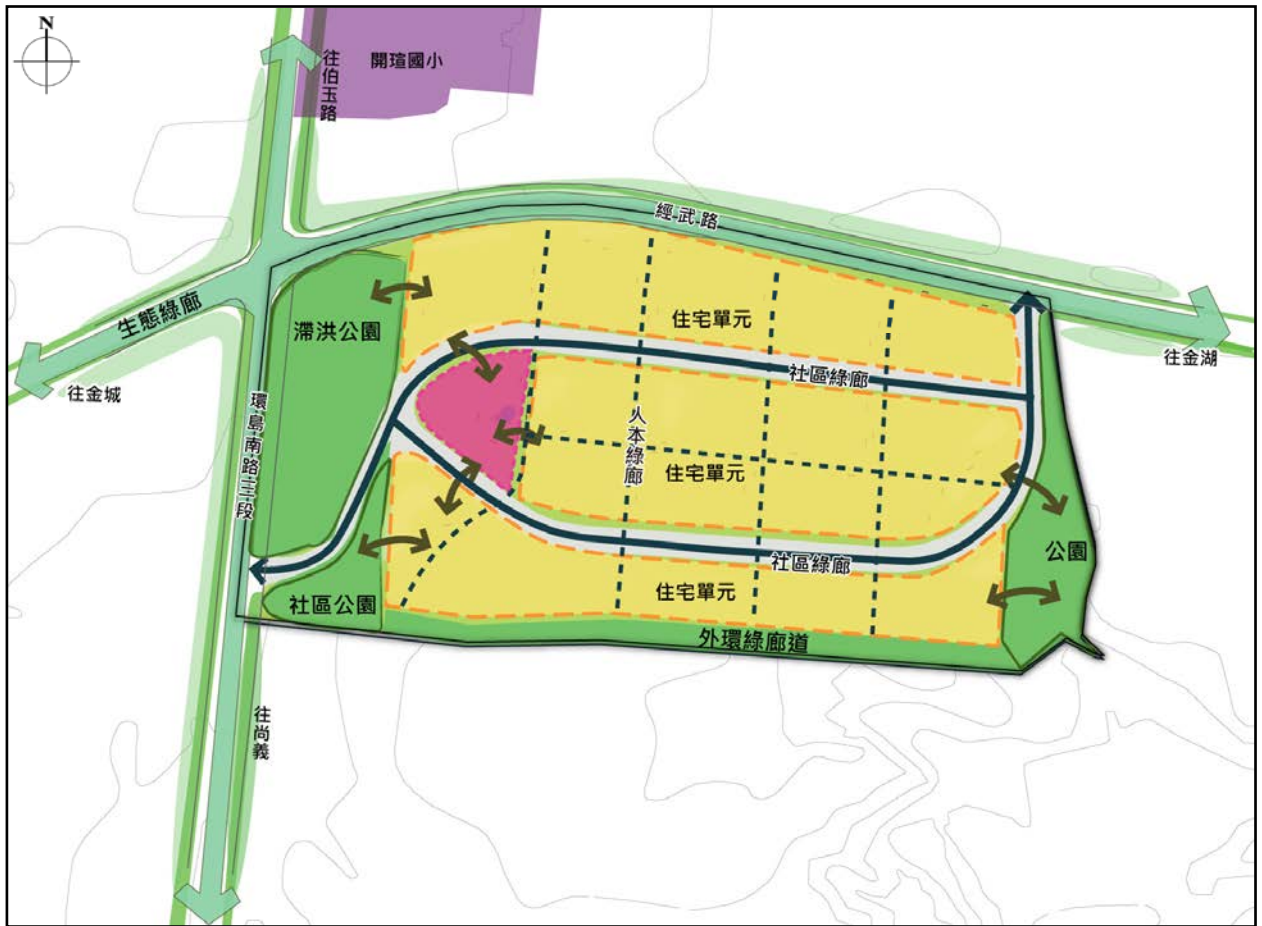 N
往伯玉路
開瑄國小
經武路
生態綠廊
滯洪公園
住宅單元
往金湖
往金城
社區綠廊
環島南路三段
人本綠廊
住宅單元
公園
社區綠廊
住宅單元
社區公園
外環綠廊道
往尚義